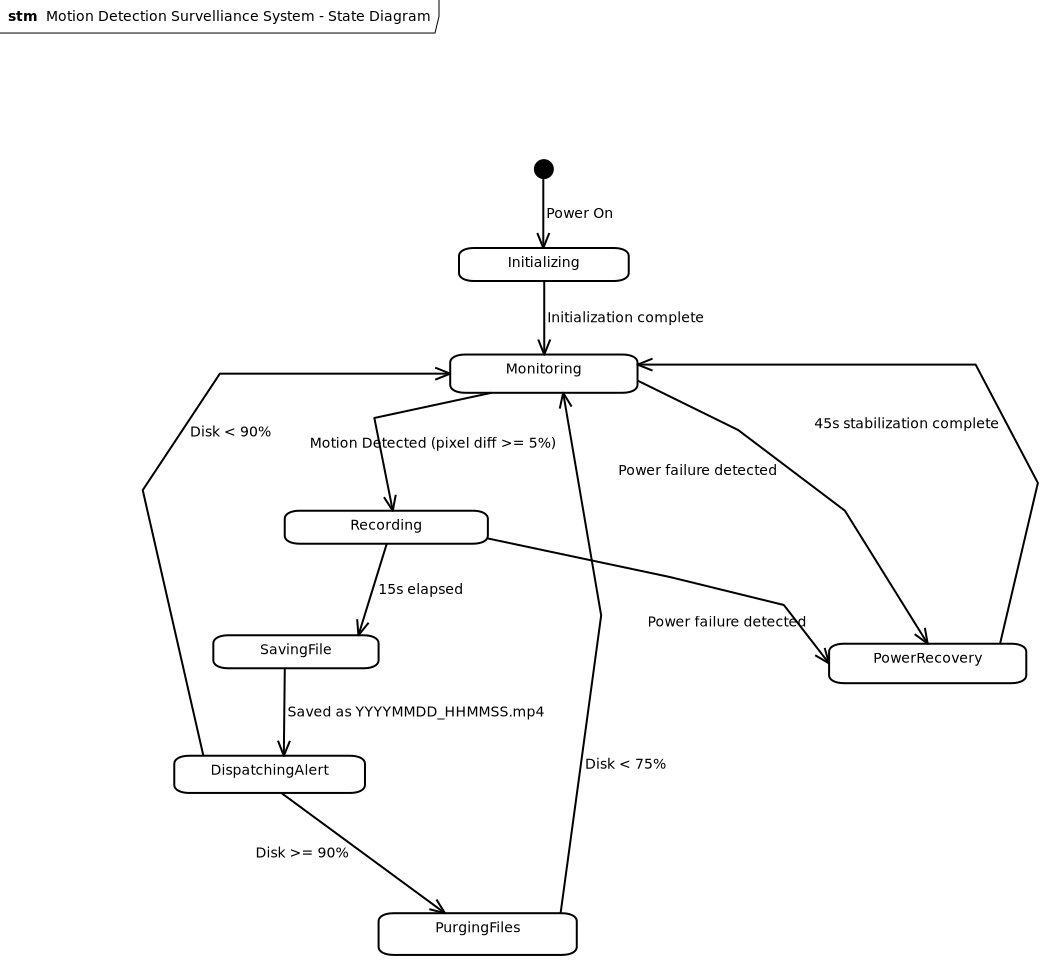 stm Motion Detection Survelliance System - State Diagram
Power On
Initializing
Initialization complete
Monitoring
Disk < 90%
45s stabilization complete
Motion Detected (pixel diff >= 5%)
Power failure detected
Recording
15s elapsed
Power failure detected
SavingFile
PowerRecovery
Saved as YYYYMMDD_HHMMSS.mp4
Disk < 75%
DispatchingAlert
Disk >= 90%
PurgingFiles